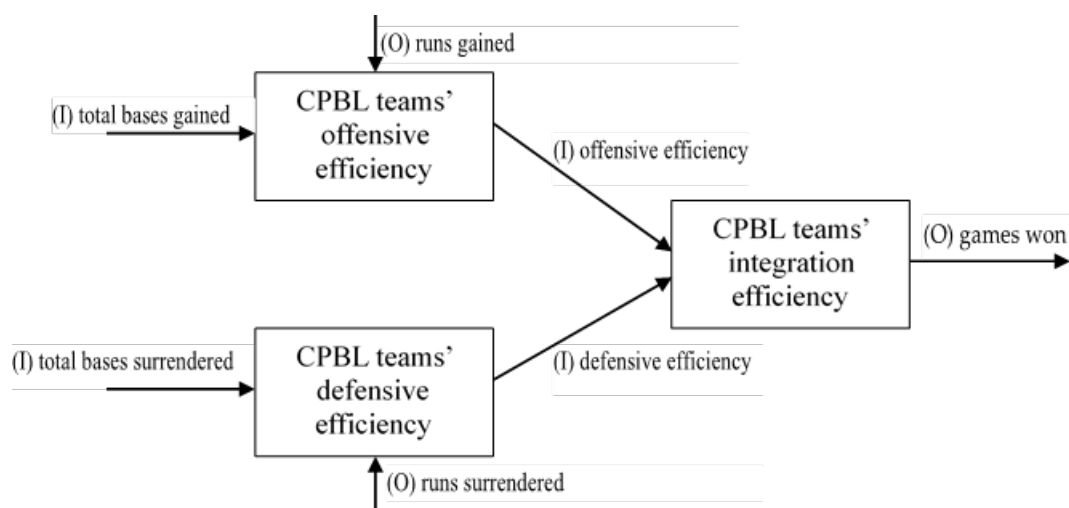 (O) runs gained
(I) total bases gained
CPBL teams’
offensive
efficiency
(I) offensive efficiency
CPBL teams’
integration
efficiency
(O) games won
(I) total bases surrendered
CPBL teams’
defensive
efficiency
(I) defensive efficiency
(O) runs surrendered